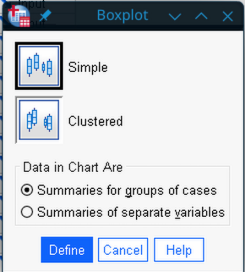 Boxplot
Simple
Clustered
Data in Chart Are
Summaries for groups of cases
Summaries of separate variables
Define Cancel Help